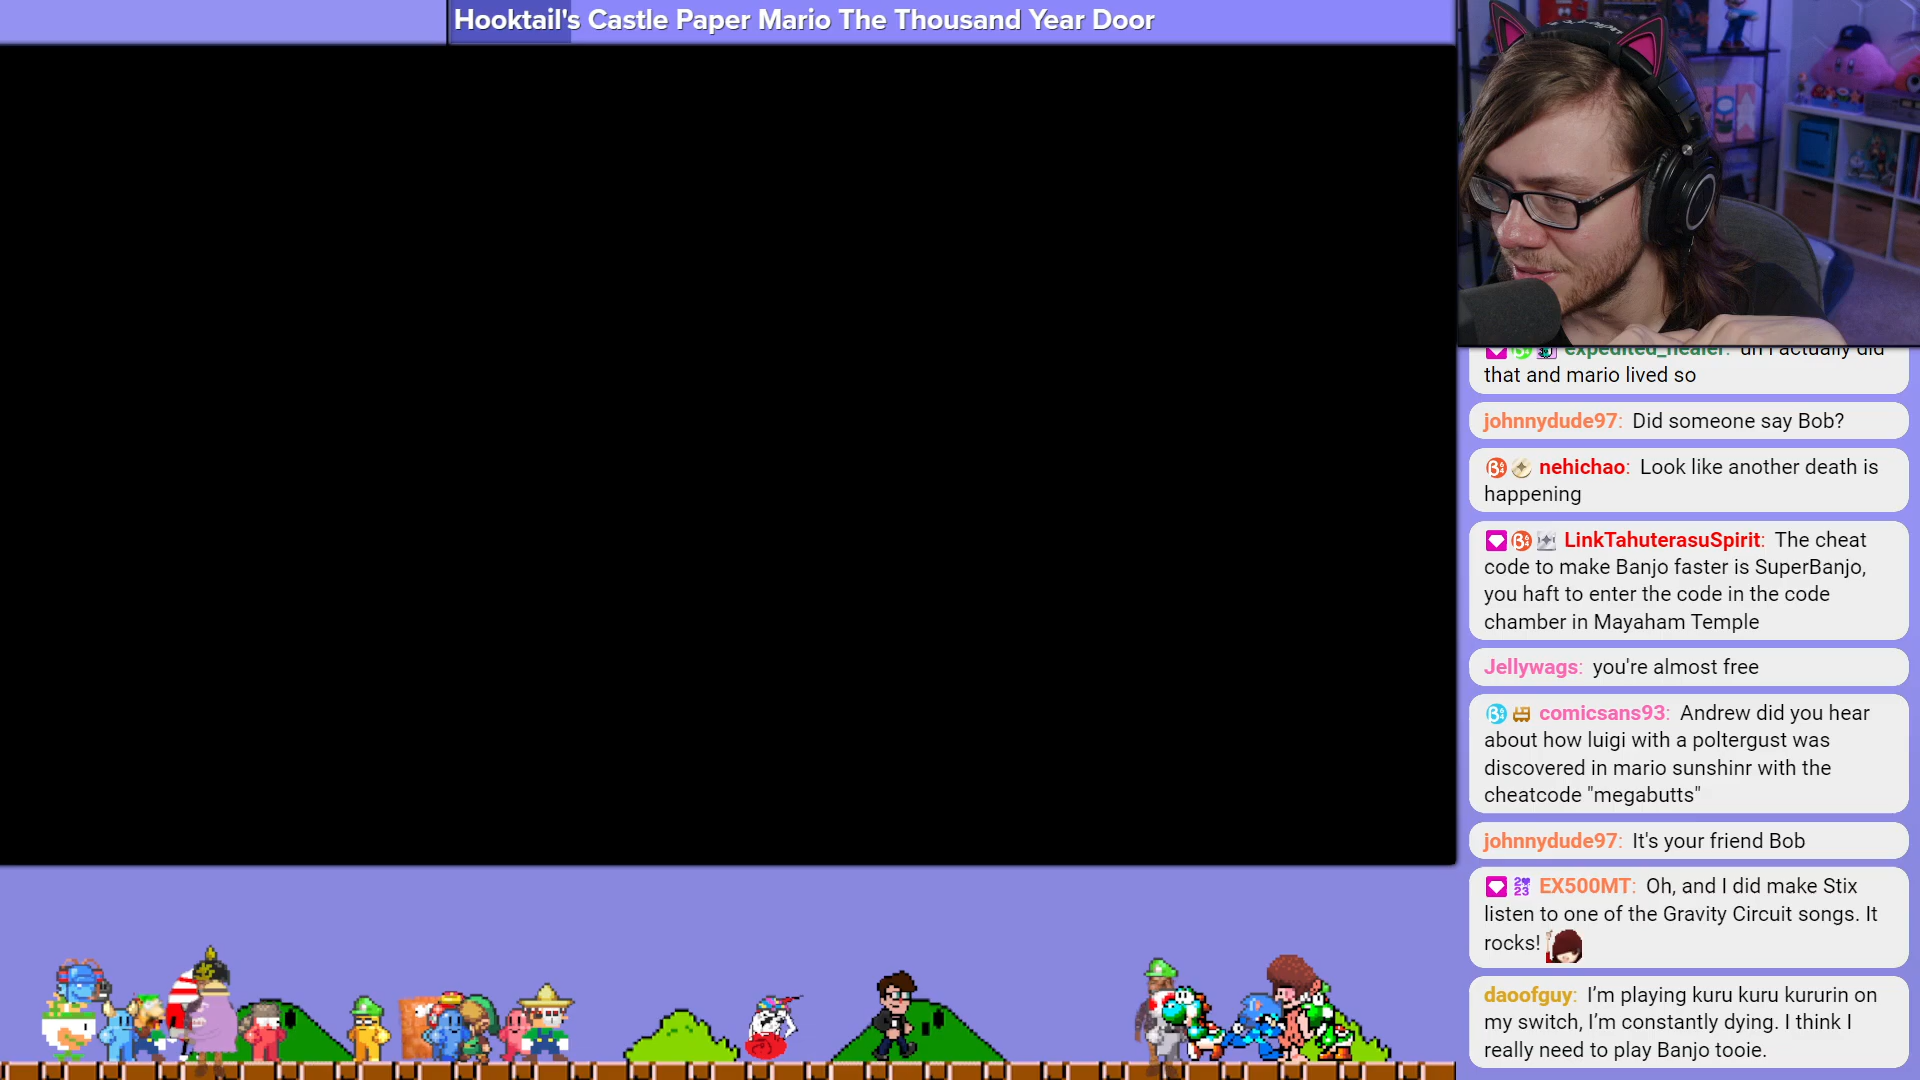 Hooktail's Castle Paper Mario The Thousand Year Door
expedited_healer: uh i actually did
that and mario lived so
johnnydude97: Did someone say Bob?
nehichao: Look like another death is
happening
LinkTahuterasuSpirit: The cheat
code to make Banjo faster is SuperBanjo,
you haft to enter the code in the code
chamber in Mayaham Temple
Jellywags: you're almost free
comicsans93: Andrew did you hear
about how luigi with a poltergust was
discovered in mario sunshinr with the
cheatcode "megabutts"
johnnydude97: It's your friend Bob
EX500MT: Oh, and I did make Stix
listen to one of the Gravity Circuit songs. It
rocks!
daoofguy: I'm playing kuru kuru kururin on
my switch, I'm constantly dying. I think I
really need to play Banjo tooie.